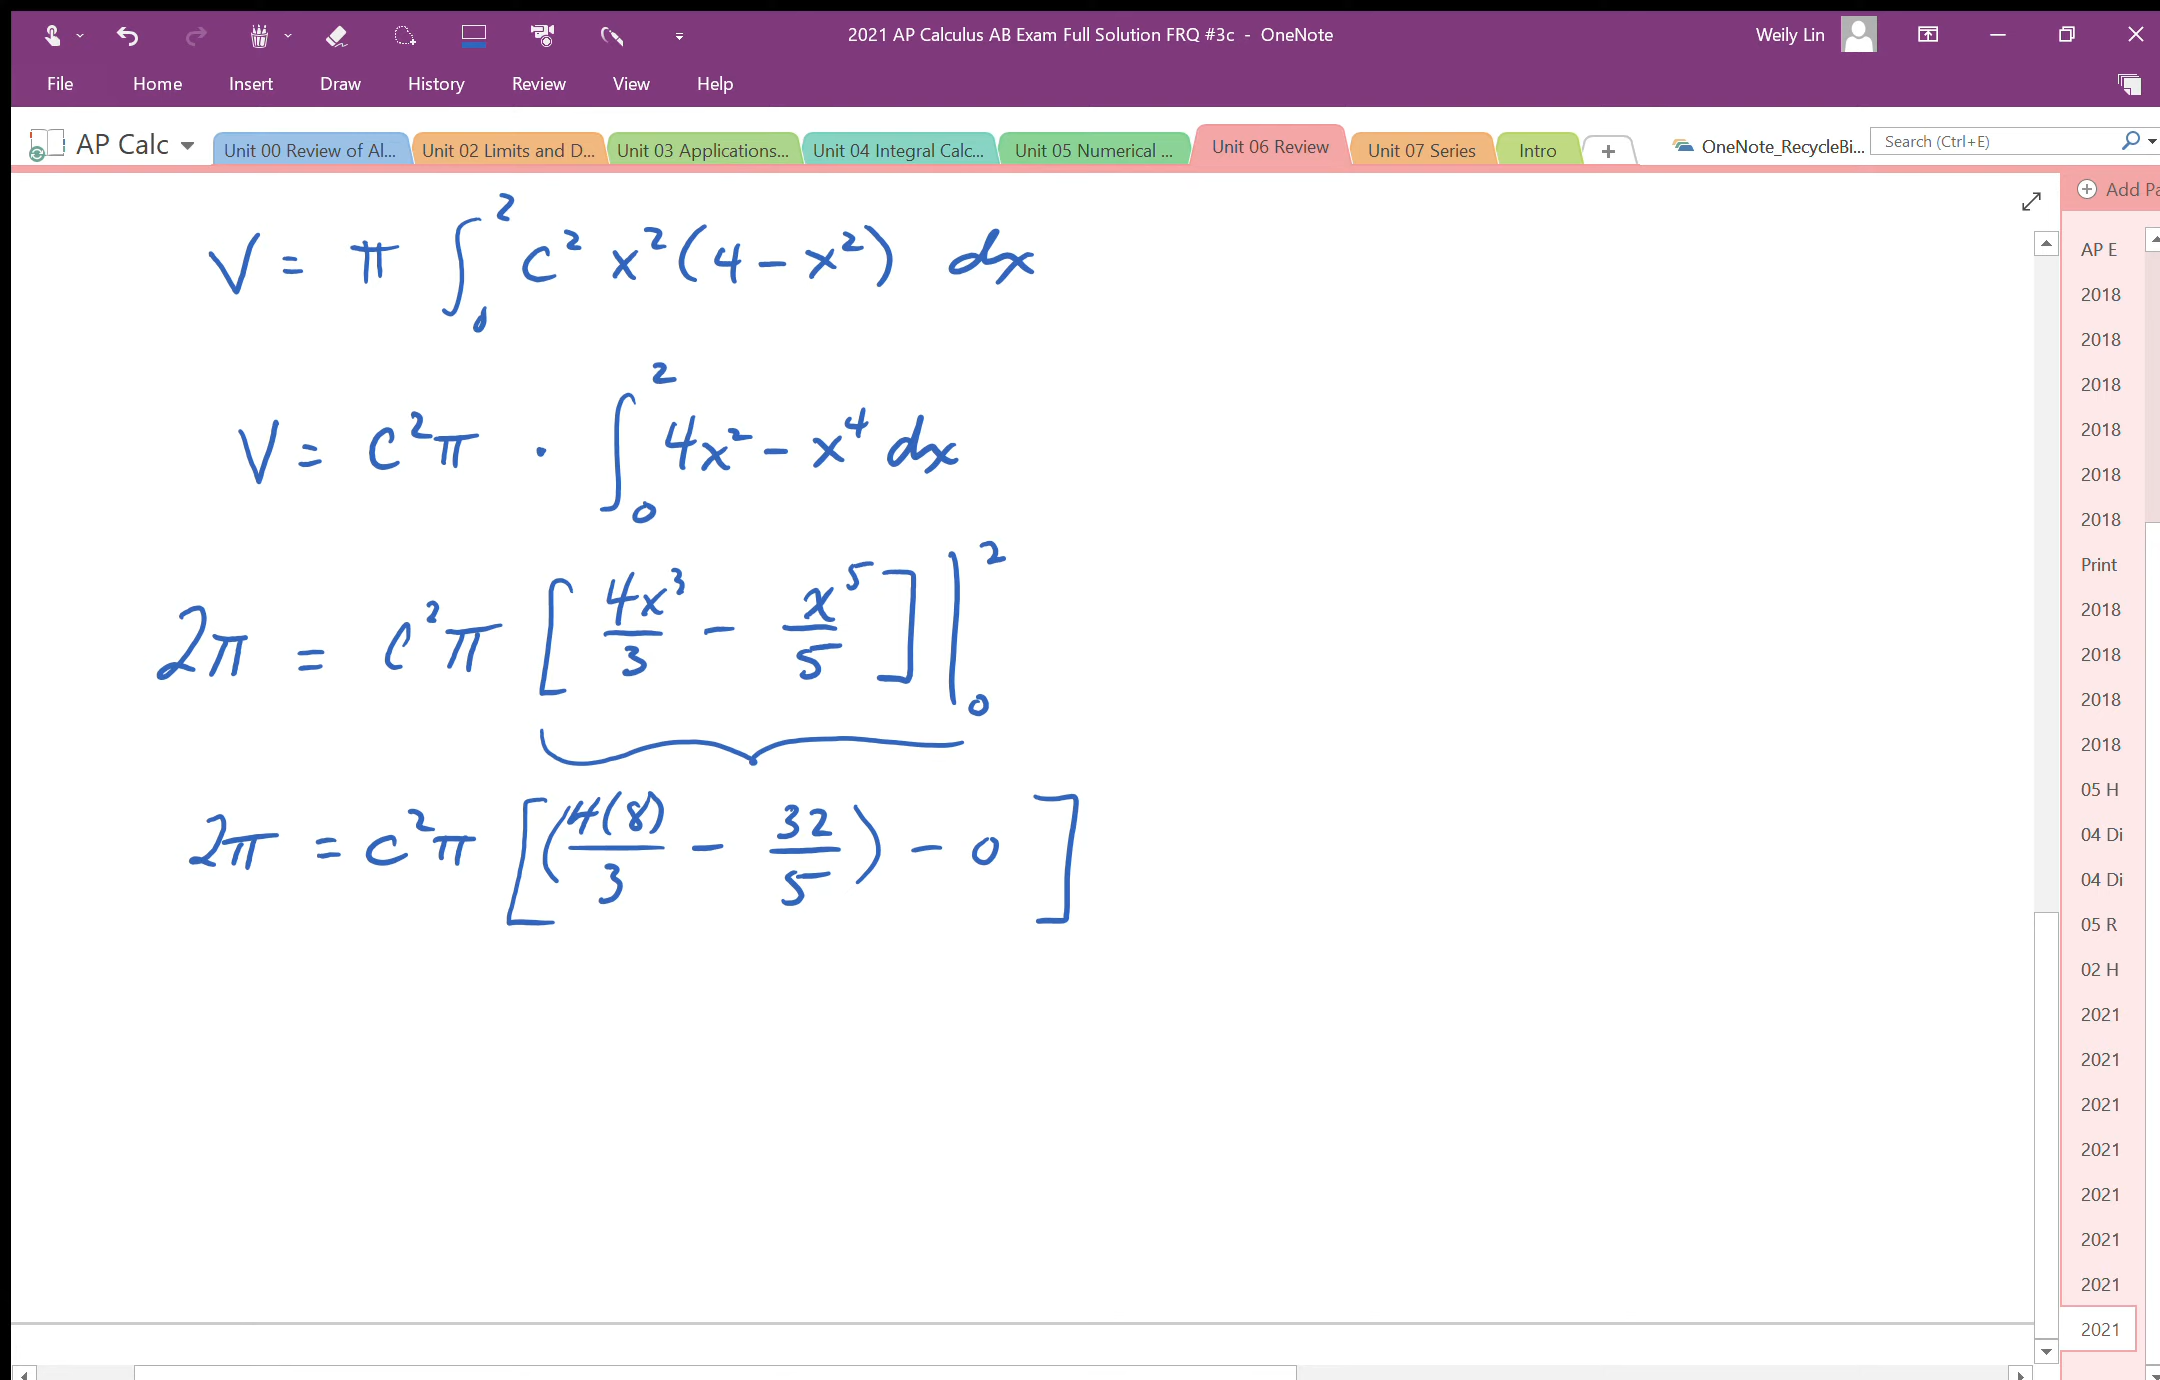 2021 AP Calculus AB Exam Full Solution FRQ #3c - OneNote
Weily Lin
File Home Insert Draw History Review View Help
AP Calc
Unit 00 Review of Al... Unit 02 Limits and D... Unit 03 Applications... Unit 04 Integral Calc... Unit 05 Numerical ... Unit 06 Review Unit 07 Series Intro +
OneNote_RecycleBi...
Search (Ctrl+E)
V = π ∫₀² c² x² (4 − x²) dx
V = c²π · ∫₀² 4x² − x⁴ dx
2π = c²π [4x³/3 − x⁵/5] |₀²
2π = c²π [(4(8)/3 − 32/5) − 0]
Add Pa
AP E
2018
2018
2018
2018
2018
2018
Print
2018
2018
2018
2018
05 H
04 Di
04 Di
05 R
02 H
2021
2021
2021
2021
2021
2021
2021
2021